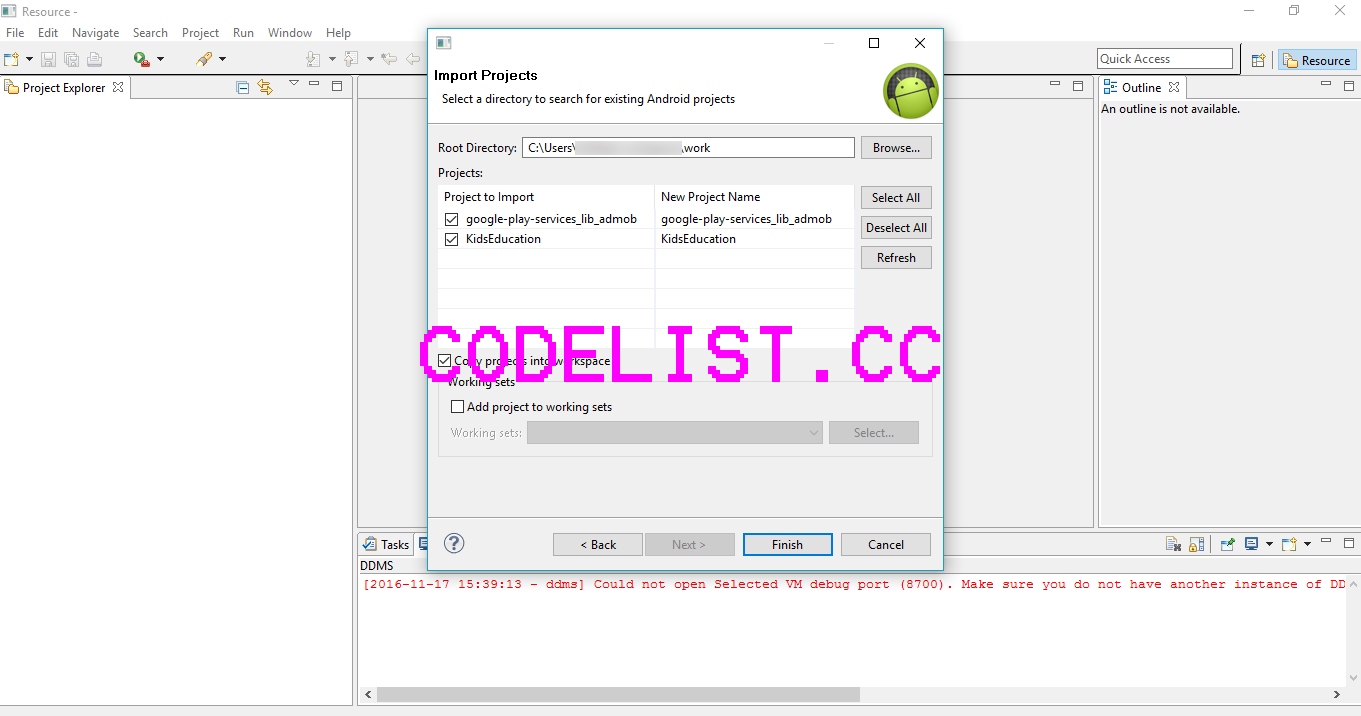 Resource -
File Edit Navigate Search Project Run Window Help
Quick Access
Resource
Project Explorer
Outline
An outline is not available.
Import Projects
Select a directory to search for existing Android projects
Root Directory: C:\Users\ \work Browse...
Projects:
Project to Import New Project Name Select All
google-play-services_lib_admob google-play-services_lib_admob
KidsEducation KidsEducation
Deselect All
Refresh
CODELIST.CC
Copy projects into workspace
Working sets
Add project to working sets
Working sets: Select...
? < Back Next > Finish Cancel
Tasks
DDMS
[2016-11-17 15:39:13 - ddms] Could not open Selected VM debug port (8700). Make sure you do not have another instance of DD